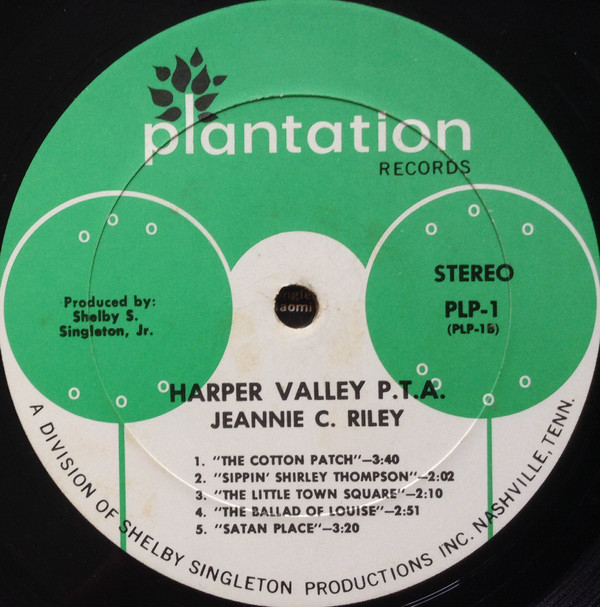 plantation
RECORDS
STEREO
PLP-1
(PLP-1B)
Produced by:
Shelby S.
Singleton, Jr.
HARPER VALLEY P.T.A.
JEANNIE C. RILEY
1. "THE COTTON PATCH"—3:40
2. "SIPPIN' SHIRLEY THOMPSON"—2:02
3. "THE LITTLE TOWN SQUARE"—2:10
4. "THE BALLAD OF LOUISE"—2:51
5. "SATAN PLACE"—3:20
A DIVISION OF SHELBY SINGLETON PRODUCTIONS INC. NASHVILLE, TENN.